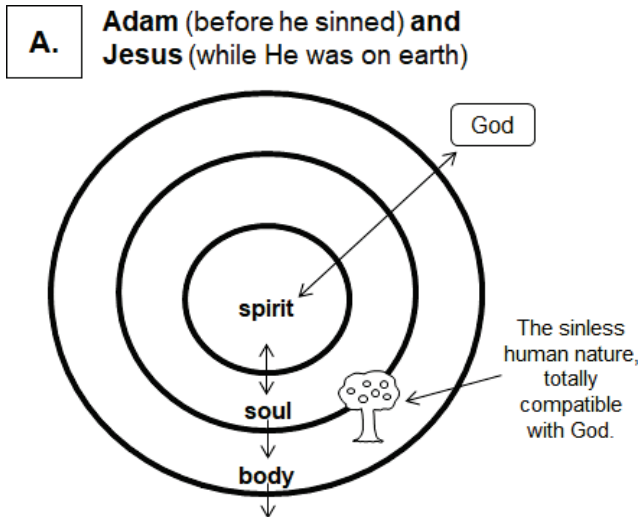 A.
Adam (before he sinned) and
Jesus (while He was on earth)
God
spirit
soul
body
The sinless
human nature,
totally
compatible
with God.